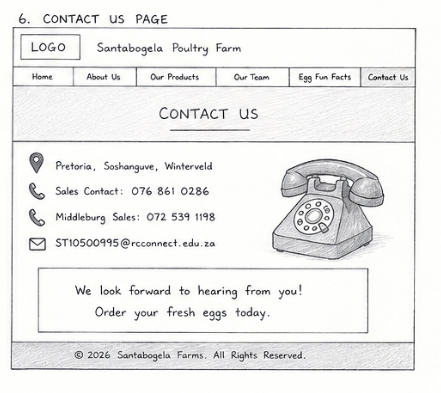 6. CONTACT US PAGE
LOGO
Santabogela Poultry Farm
Home
About Us
Our Products
Our Team
Egg Fun Facts
Contact Us
CONTACT US
Pretoria, Soshanguve, Winterveld
Sales Contact: 076 861 0286
Middleburg Sales: 072 539 1198
ST10500995@rcconnect.edu.za
We look forward to hearing from you!
Order your fresh eggs today.
© 2026 Santabogela Farms. All Rights Reserved.